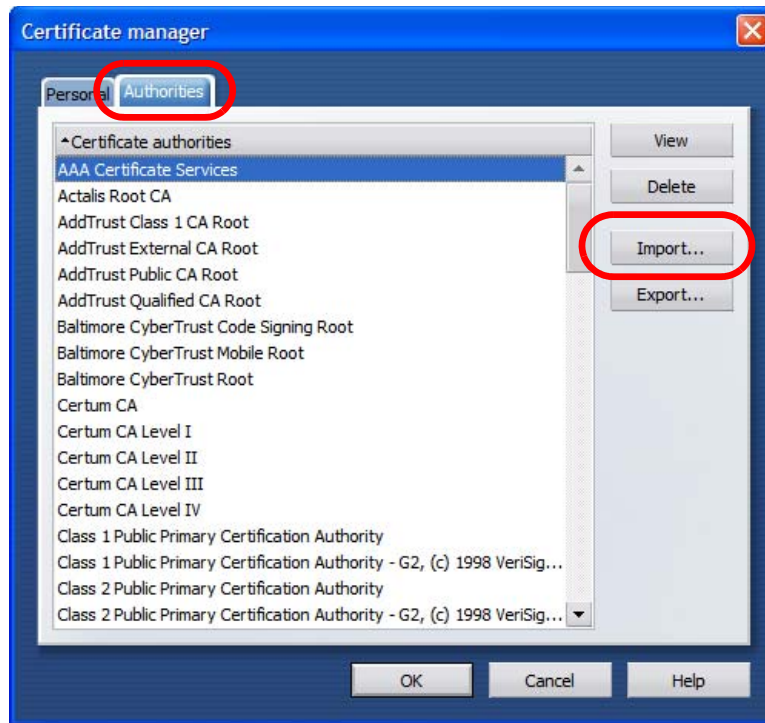 Certificate manager
Personal Authorities
Certificate authorities
AAA Certificate Services
Actalis Root CA
AddTrust Class 1 CA Root
AddTrust External CA Root
AddTrust Public CA Root
AddTrust Qualified CA Root
Baltimore CyberTrust Code Signing Root
Baltimore CyberTrust Mobile Root
Baltimore CyberTrust Root
Certum CA
Certum CA Level I
Certum CA Level II
Certum CA Level III
Certum CA Level IV
Class 1 Public Primary Certification Authority
Class 1 Public Primary Certification Authority - G2, (c) 1998 VeriSig...
Class 2 Public Primary Certification Authority
Class 2 Public Primary Certification Authority - G2, (c) 1998 VeriSig...
View
Delete
Import...
Export...
OK Cancel Help